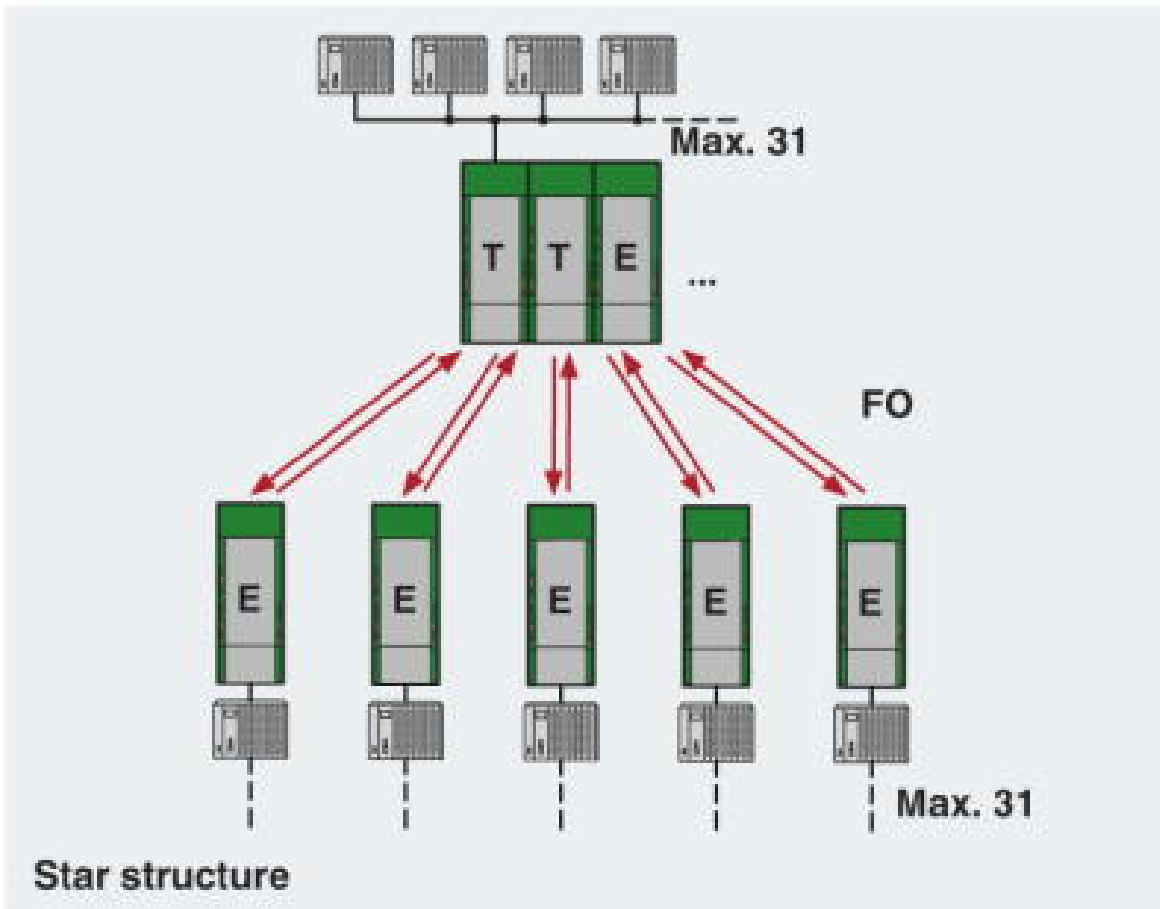 Max. 31
T T E
...
FO
E E E E E
Max. 31
Star structure